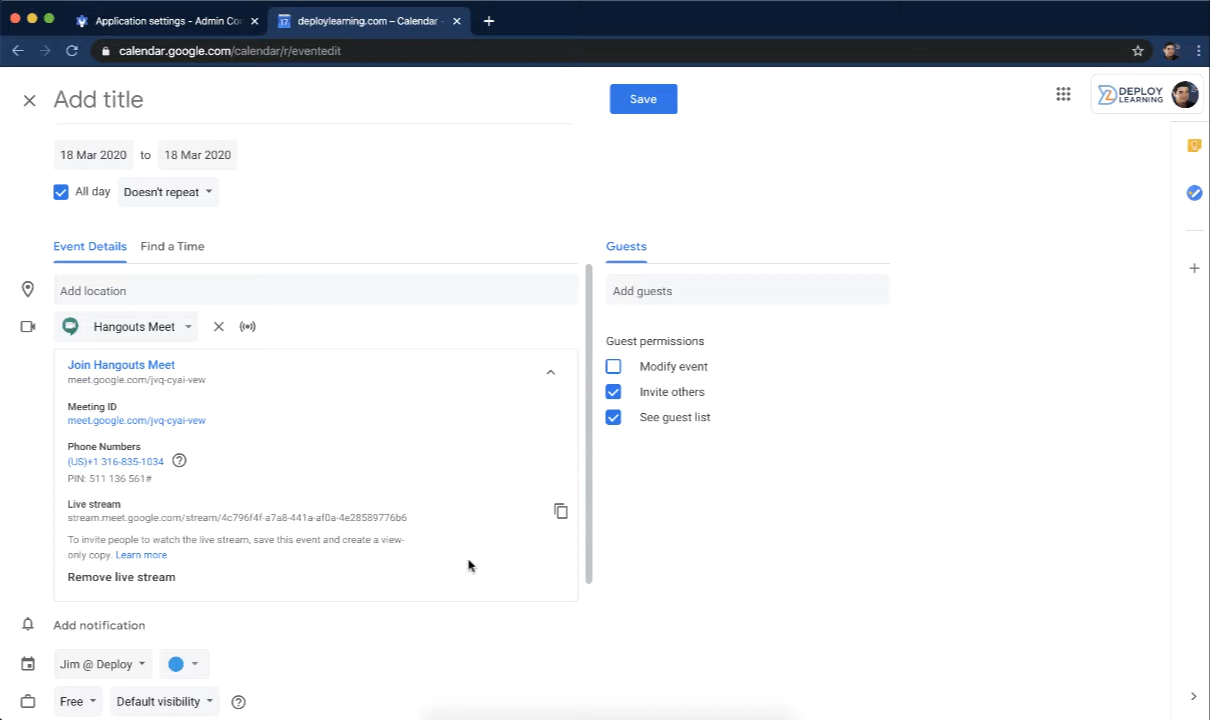 Application settings - Admin Co
deploylearning.com – Calendar -
calendar.google.com/calendar/r/eventedit
Add title
Save
DEPLOY
LEARNING
18 Mar 2020 to 18 Mar 2020
All day Doesn't repeat
Event Details Find a Time
Guests
Add location
Add guests
Hangouts Meet
Join Hangouts Meet
meet.google.com/jvq-cyai-vew
Meeting ID
meet.google.com/jvq-cyai-vew
Phone Numbers
(US)+1 316-835-1034
PIN: 511 136 561#
Live stream
stream.meet.google.com/stream/4c796f4f-a7a8-441a-af0a-4e28589776b6
To invite people to watch the live stream, save this event and create a view-
only copy. Learn more
Remove live stream
Guest permissions
Modify event
Invite others
See guest list
Add notification
Jim @ Deploy
Free Default visibility